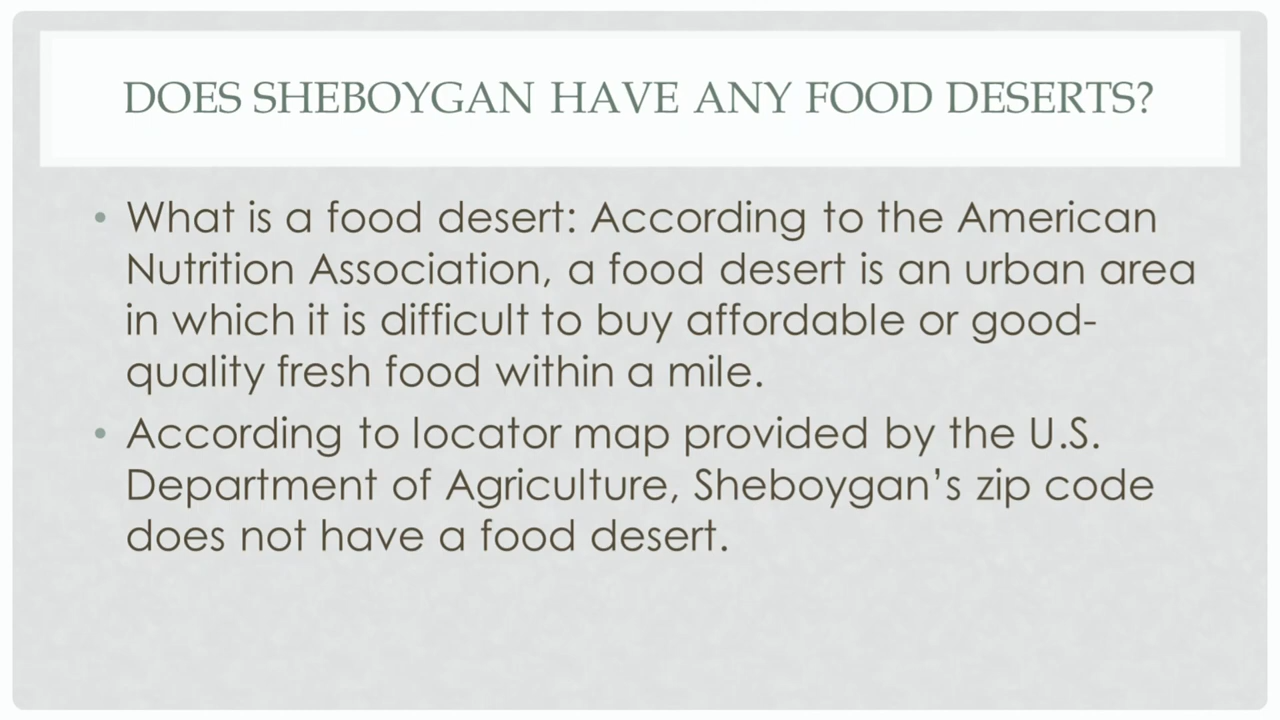 DOES SHEBOYGAN HAVE ANY FOOD DESERTS?
• What is a food desert: According to the American
Nutrition Association, a food desert is an urban area
in which it is difficult to buy affordable or good-
quality fresh food within a mile.
• According to locator map provided by the U.S.
Department of Agriculture, Sheboygan’s zip code
does not have a food desert.